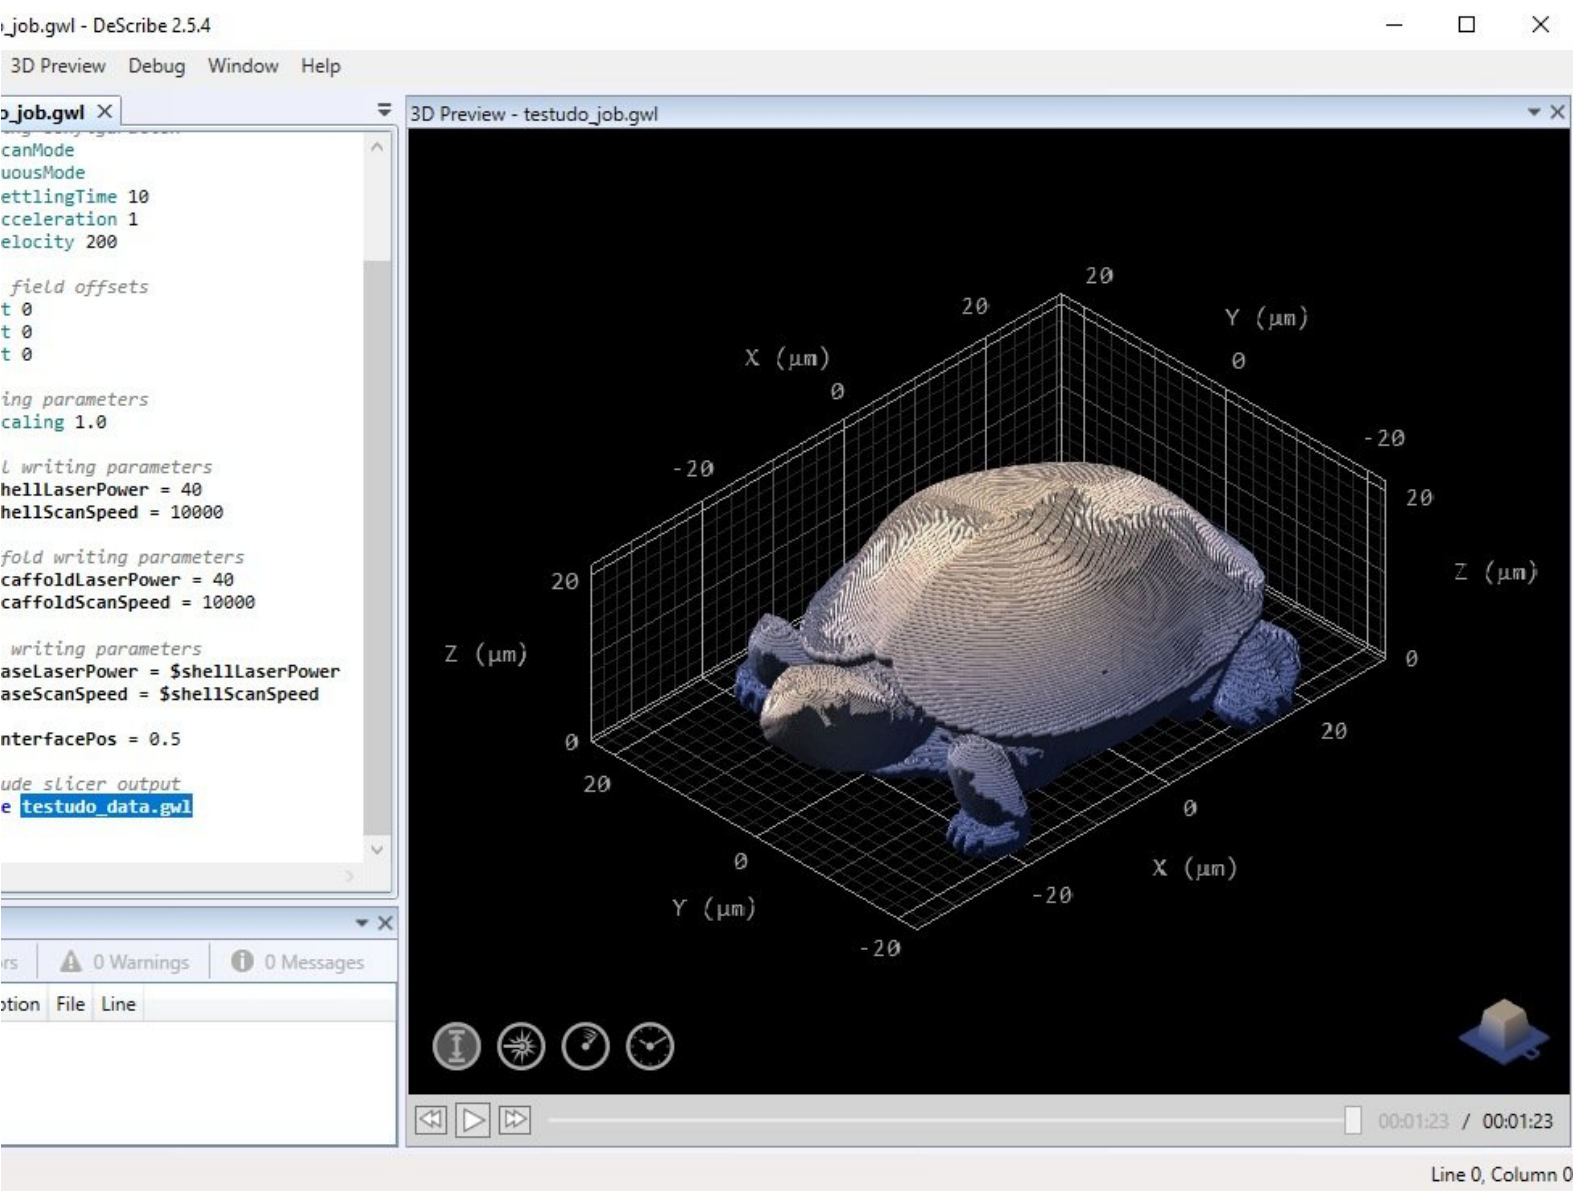 _job.gwl - DeScribe 2.5.4
3D Preview Debug Window Help
o_job.gwl
canMode
uousMode
ettlingTime 10
cceleration 1
elocity 200
field offsets
t 0
t 0
t 0
ing parameters
caling 1.0
l writing parameters
hellLaserPower = 40
hellScanSpeed = 10000
fold writing parameters
caffoldLaserPower = 40
caffoldScanSpeed = 10000
writing parameters
aseLaserPower = $shellLaserPower
aseScanSpeed = $shellScanSpeed
nterfacePos = 0.5
ude slicer output
e testudo_data.gwl
rs 0 Warnings 0 Messages
ption File Line
3D Preview - testudo_job.gwl
20
20
Y (µm)
X (µm)
0
0
-20
-20
20
20
Z (µm)
Z (µm)
0
20
0
20
0
X (µm)
0
-20
Y (µm)
-20
00:01:23 / 00:01:23
Line 0, Column 0